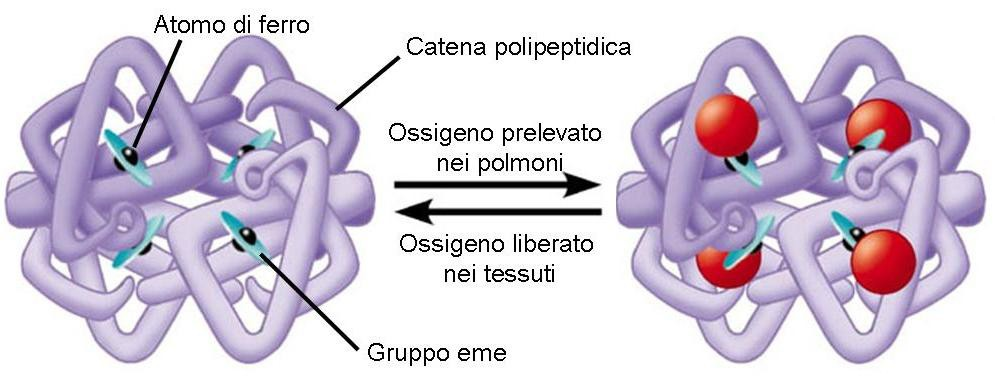 Atomo di ferro
Catena polipeptidica
Ossigeno prelevato
nei polmoni
Ossigeno liberato
nei tessuti
Gruppo eme